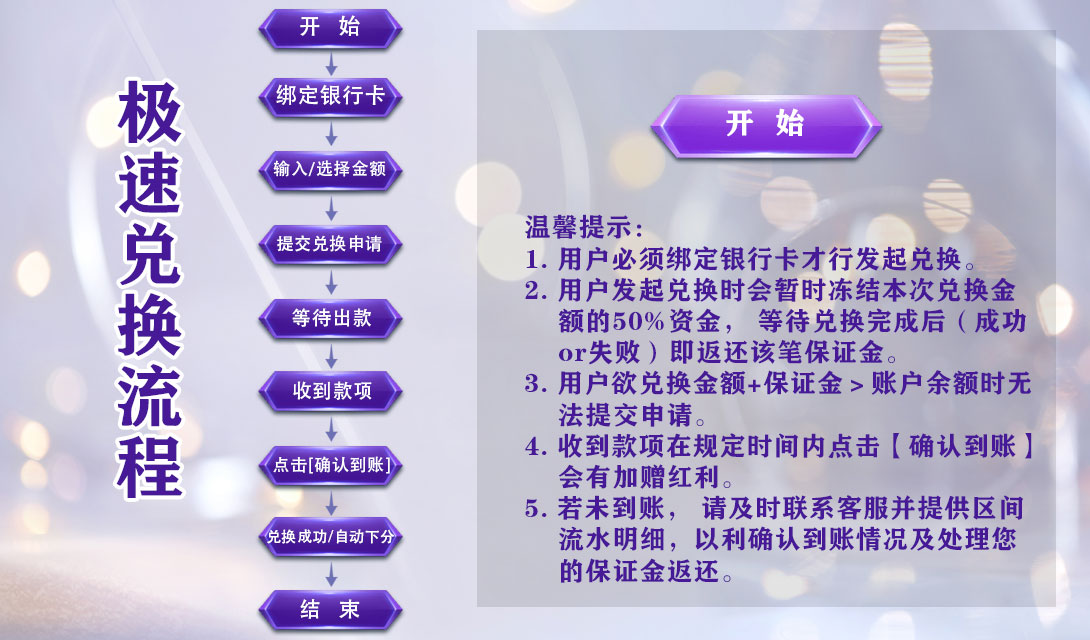 极速兑换流程
开 始
绑定银行卡
输入/选择金额
提交兑换申请
等待出款
收到款项
点击[确认到账]
兑换成功/自动下分
结 束
开 始
温馨提示：
1. 用户必须绑定银行卡才行发起兑换。
2. 用户发起兑换时会暂时冻结本次兑换金
额的50%资金， 等待兑换完成后（成功
or失败）即返还该笔保证金。
3. 用户欲兑换金额+保证金＞账户余额时无
法提交申请。
4. 收到款项在规定时间内点击【确认到账】
会有加赠红利。
5. 若未到账， 请及时联系客服并提供区间
流水明细，以利确认到账情况及处理您
的保证金返还。